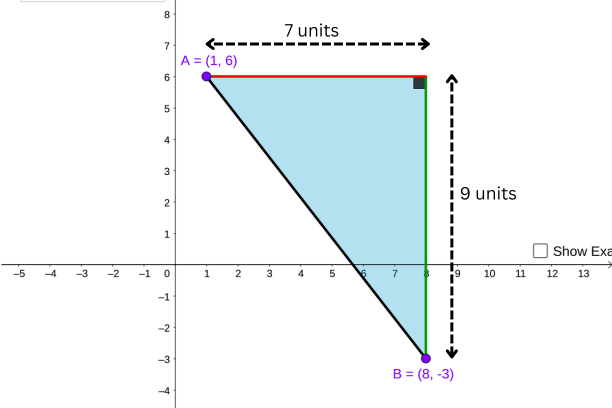 8
7 units
7
A = (1, 6)
6
5
4
3
9 units
2
1
Show Exa
–5 –4 –3 –2 –1 0 1 2 3 4 5 6 7 8 9 10 11 12 13
–1
–2
–3
B = (8, -3)
–4